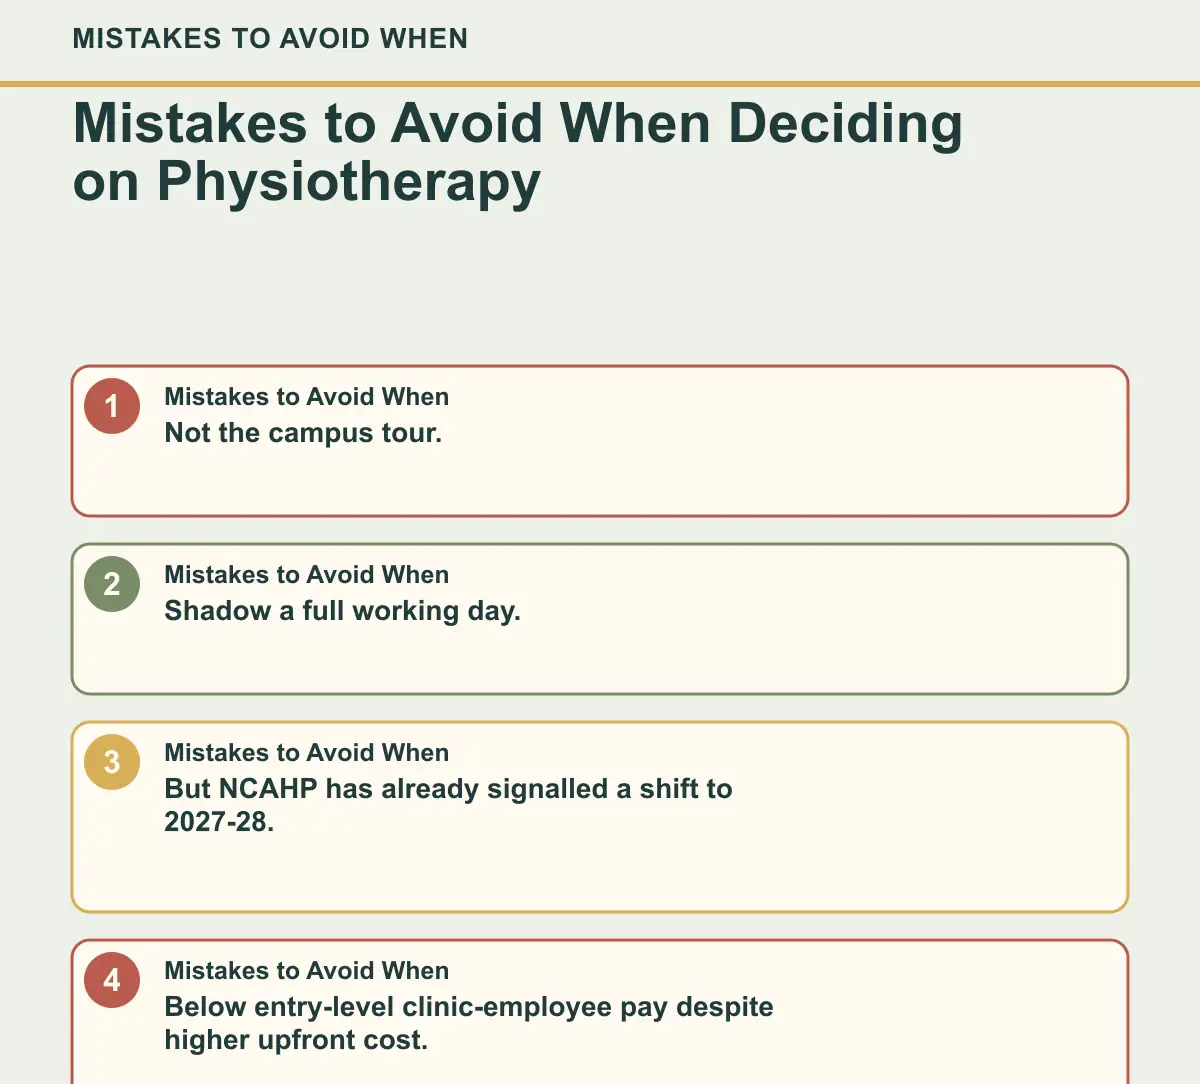 MISTAKES TO AVOID WHEN
Mistakes to Avoid When Deciding
on Physiotherapy
1
Mistakes to Avoid When
Not the campus tour.
2
Mistakes to Avoid When
Shadow a full working day.
3
Mistakes to Avoid When
But NCAHP has already signalled a shift to
2027-28.
4
Mistakes to Avoid When
Below entry-level clinic-employee pay despite
higher upfront cost.